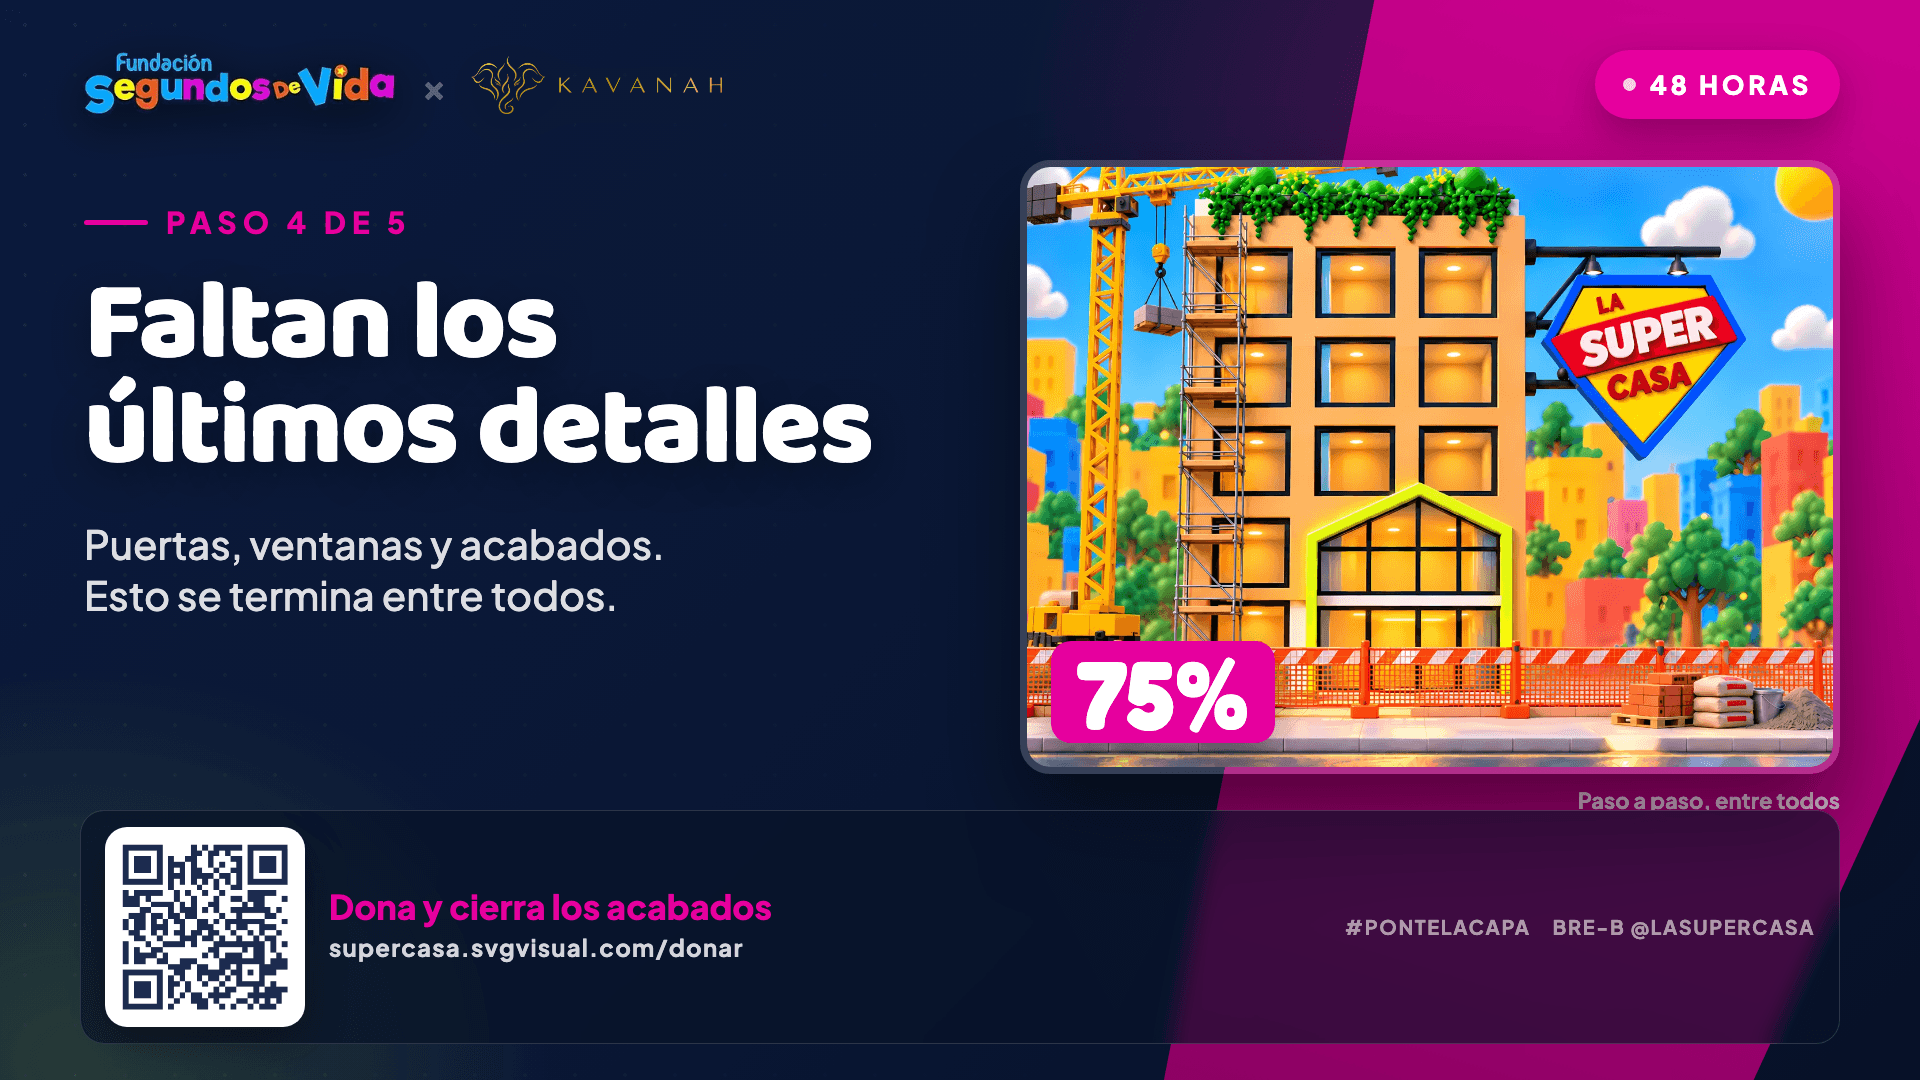 Fundación
Segundos De Vida
×
KAVANAH
48 HORAS
PASO 4 DE 5
Faltan los
últimos detalles
Puertas, ventanas y acabados.
Esto se termina entre todos.
LA
SUPER
CASA
75%
Paso a paso, entre todos
Dona y cierra los acabados
supercasa.svgvisual.com/donar
#PONTELACAPA BRE-B @LASUPERCASA